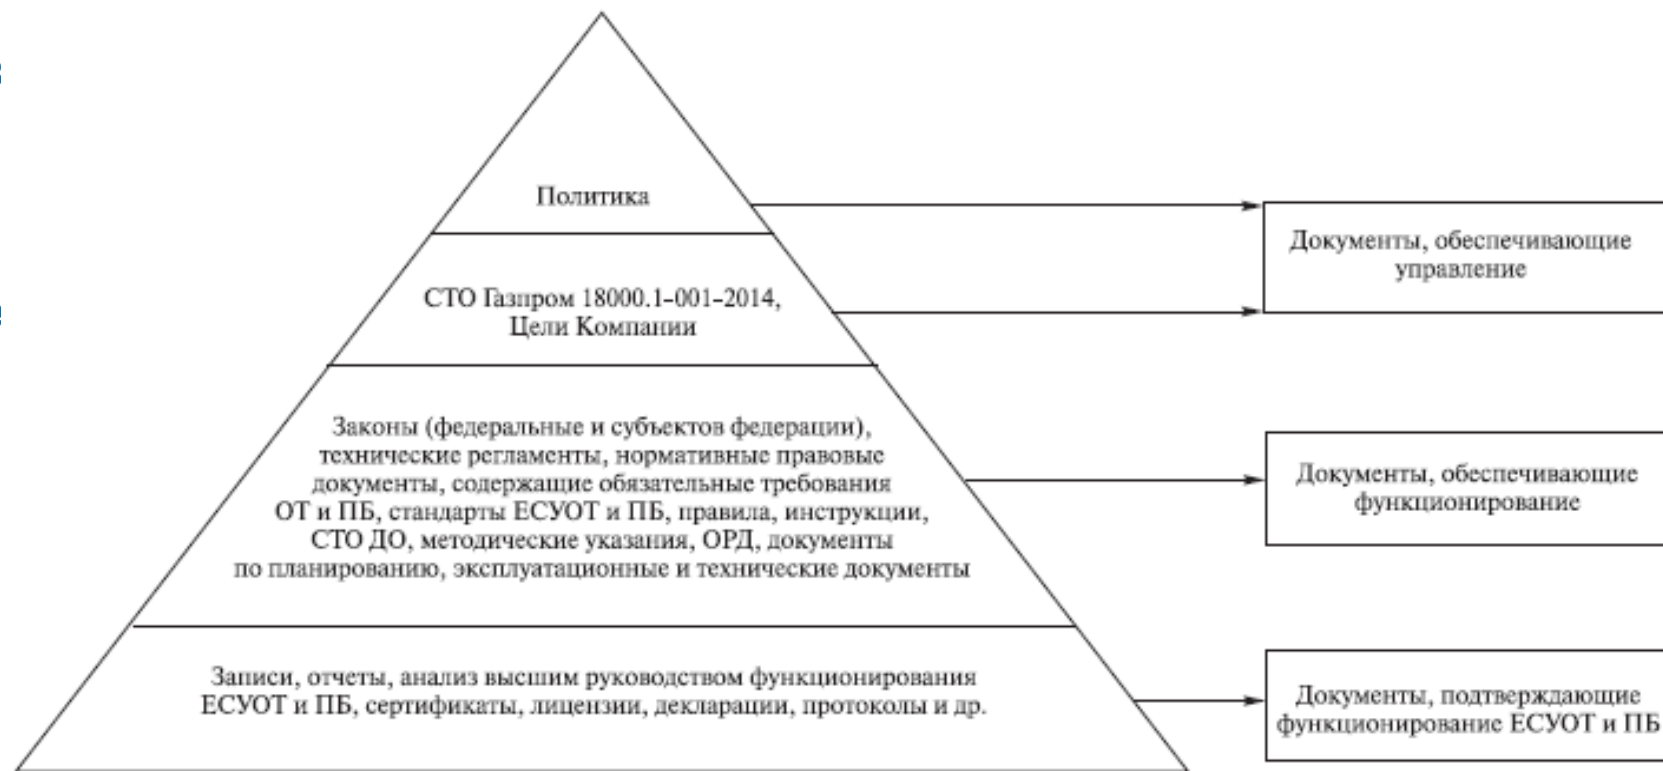 Политика
Документы, обеспечивающие
управление
СТО Газпром 18000.1-001-2014,
Цели Компании
Законы (федеральные и субъектов федерации),
технические регламенты, нормативные правовые
документы, содержащие обязательные требования
ОТ и ПБ, стандарты ЕСУОТ и ПБ, правила, инструкции,
СТО ДО, методические указания, ОРД, документы
по планированию, эксплуатационные и технические документы
Документы, обеспечивающие
функционирование
Записи, отчеты, анализ высшим руководством функционирования
ЕСУОТ и ПБ, сертификаты, лицензии, декларации, протоколы и др.
Документы, подтверждающие
функционирование ЕСУОТ и ПБ